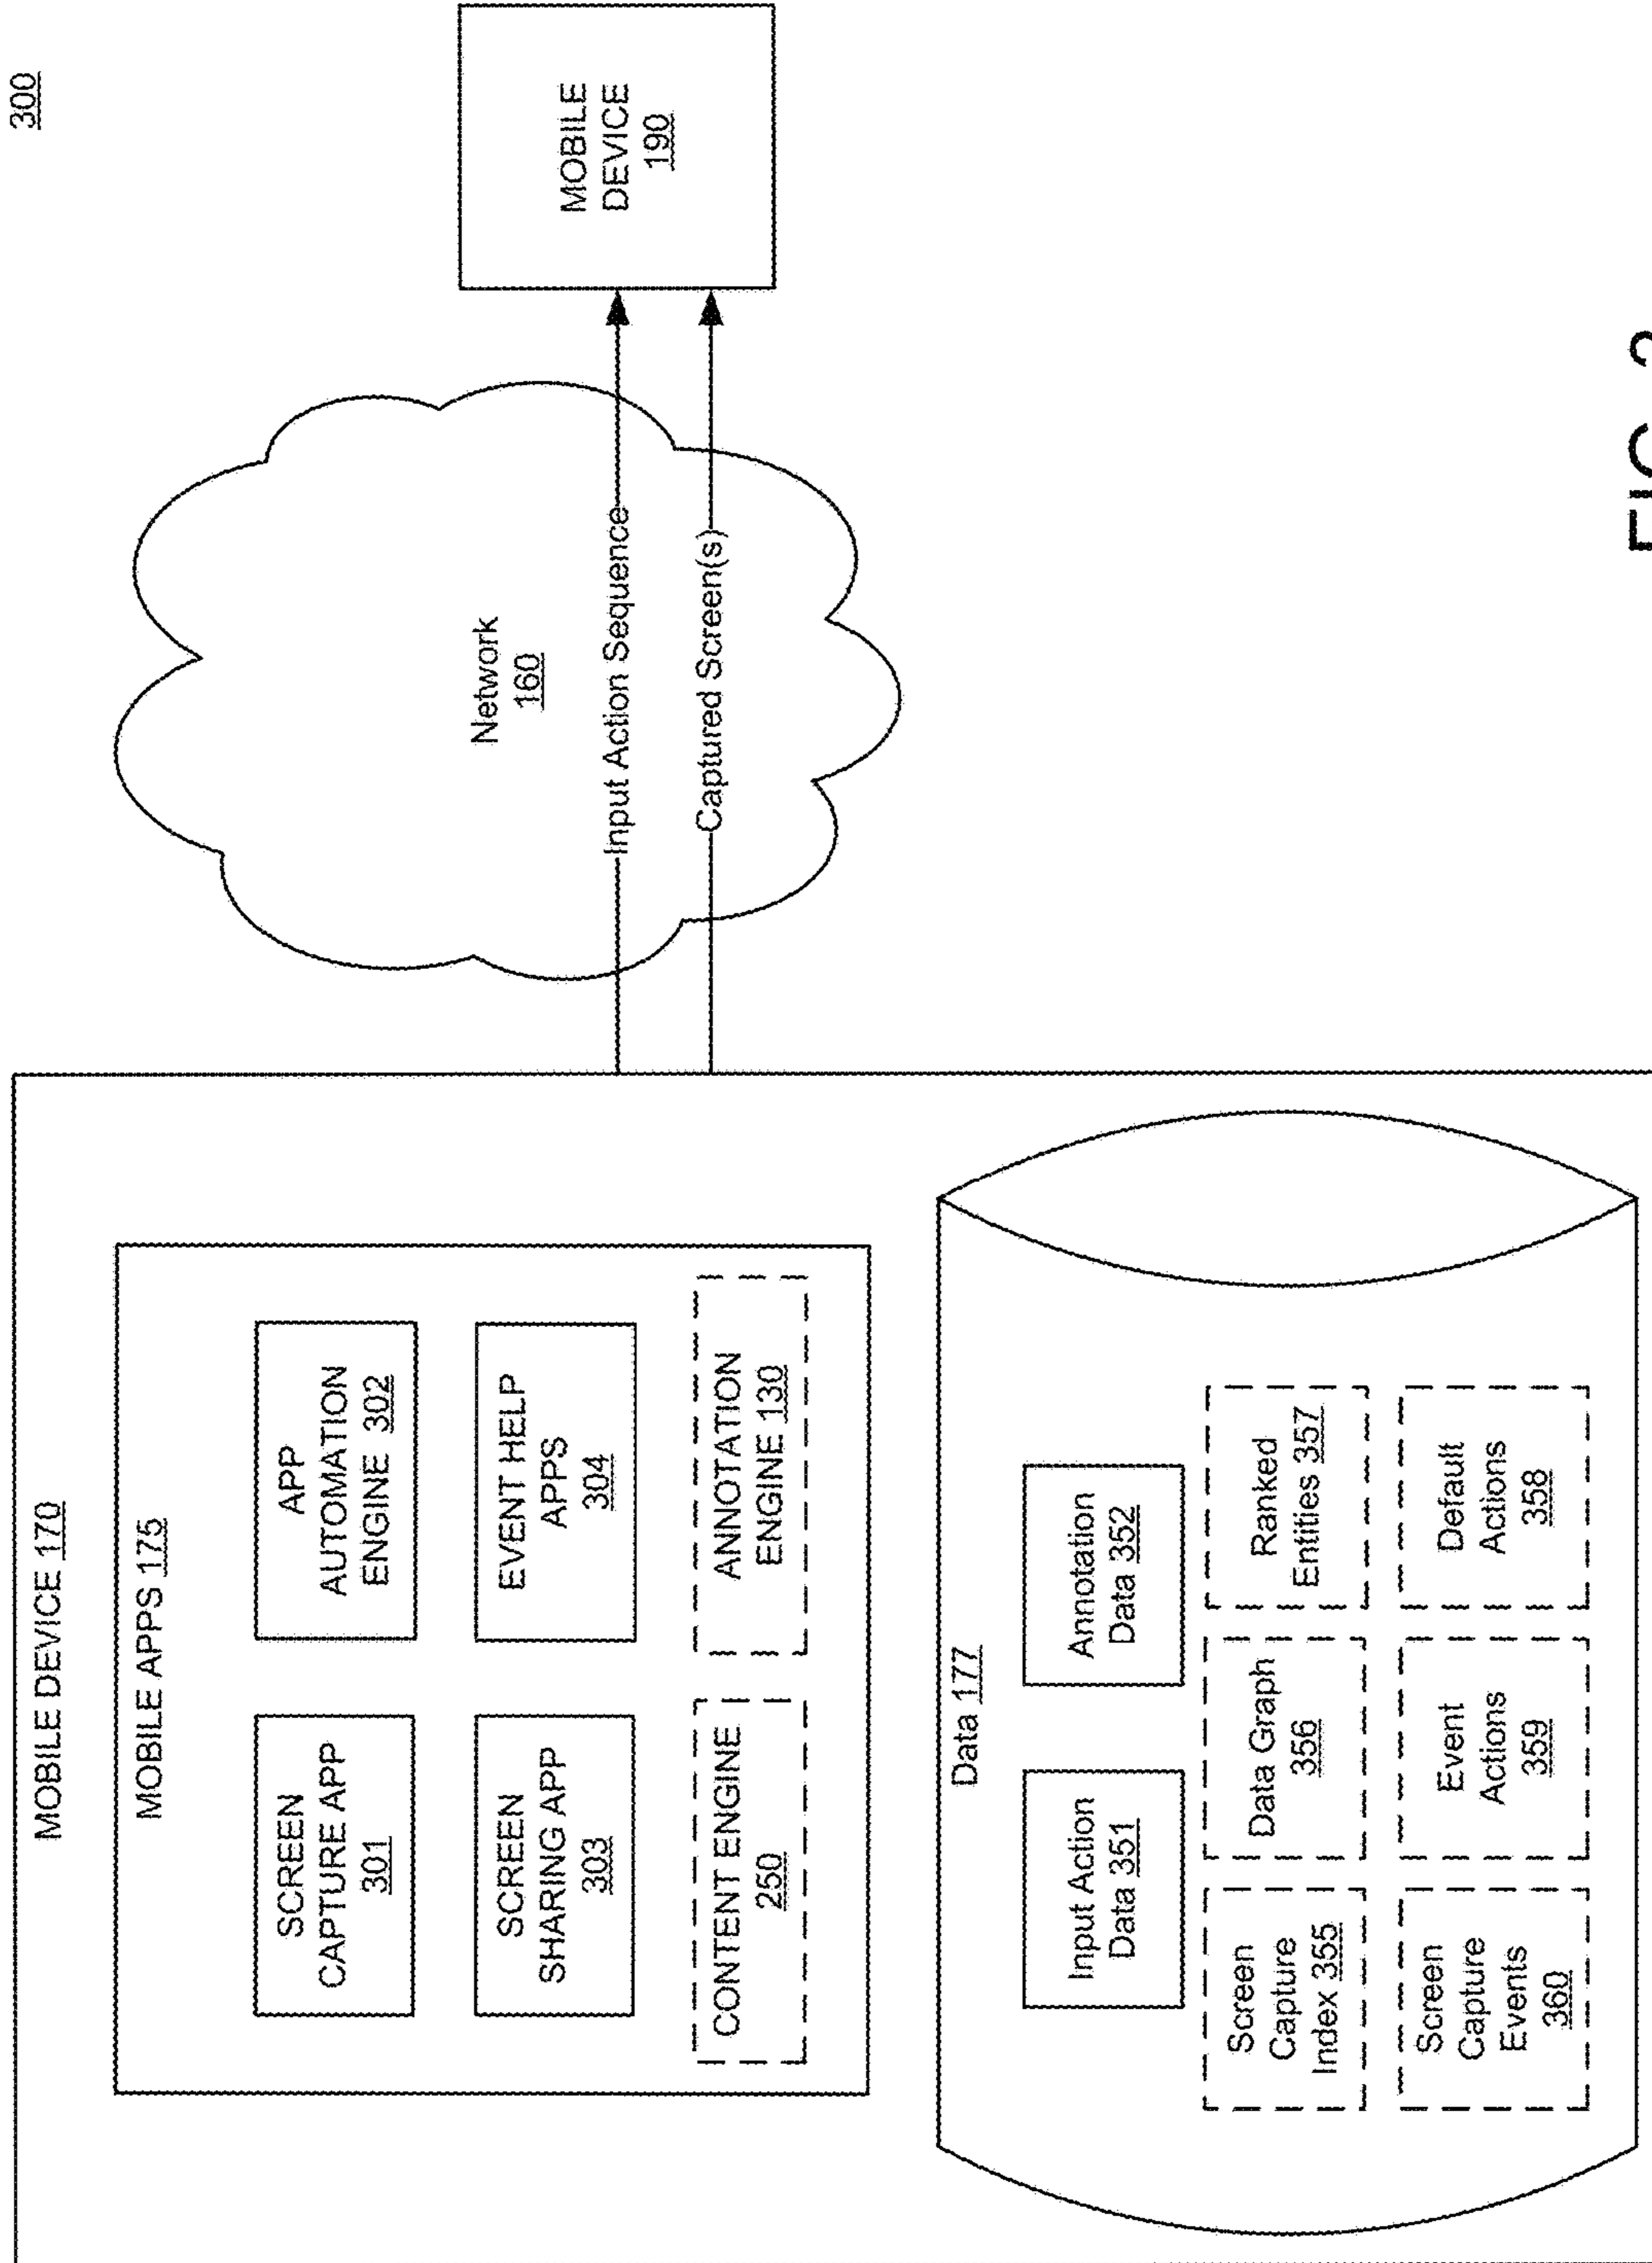 300
MOBILE DEVICE 170
MOBILE APPS 175
SCREEN
CAPTURE APP
301
APP
AUTOMATION
ENGINE 302
SCREEN
SHARING APP
303
EVENT HELP
APPS
304
CONTENT ENGINE
250
ANNOTATION
ENGINE 130
Data 177
Input Action
Data 351
Annotation
Data 352
Screen
Capture
Index 355
Data Graph
356
Ranked
Entities 357
Screen
Capture
Events
360
Event
Actions
359
Default
Actions
358
Network
160
Input Action Sequence
Captured Screen(s)
MOBILE
DEVICE
190